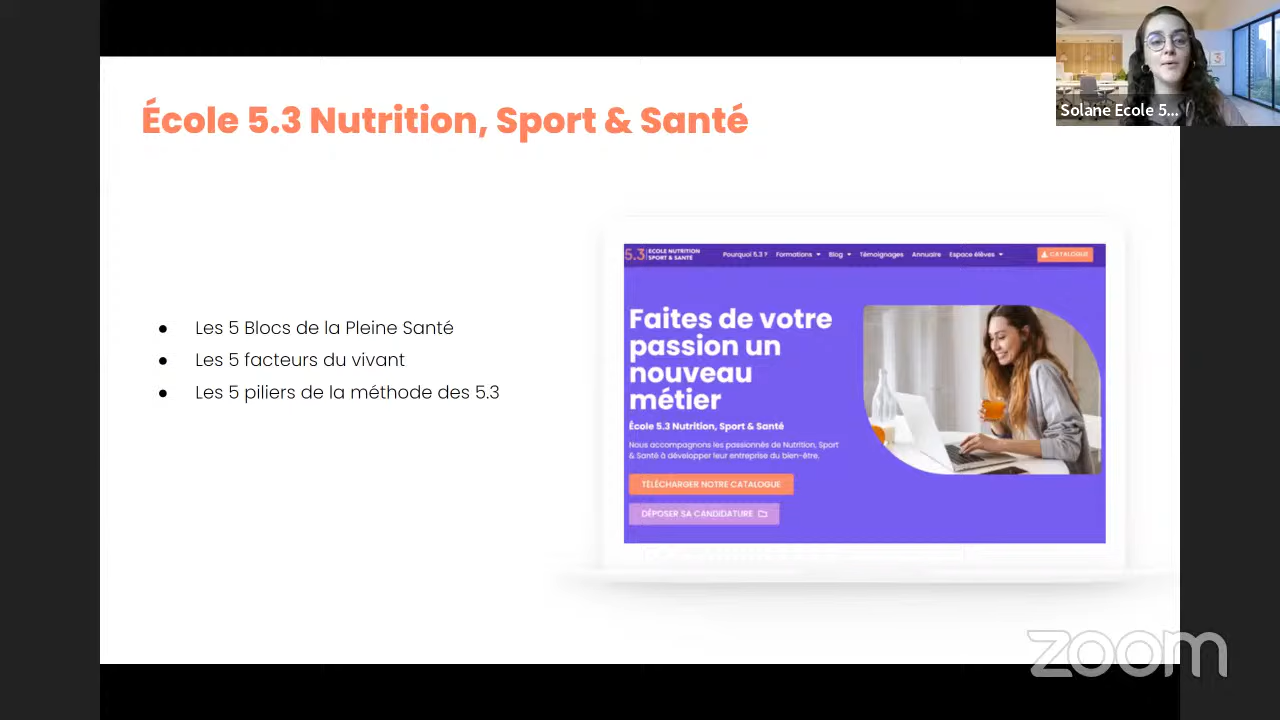 École 5.3 Nutrition, Sport & Santé
Solane Ecole 5...
Les 5 Blocs de la Pleine Santé
Les 5 facteurs du vivant
Les 5 piliers de la méthode des 5.3
5.3 ECOLE NUTRITION
SPORT & SANTÉ
Pourquoi 5.3 ? Formations Blog Témoignages Annuaire Espace élèves CATALOGUE
Faites de votre
passion un
nouveau
métier
École 5.3 Nutrition, Sport & Santé
Nous accompagnons les passionnés de Nutrition, Sport
& Santé à développer leur entreprise du bien-être.
TÉLÉCHARGER NOTRE CATALOGUE
DÉPOSER SA CANDIDATURE
zoom